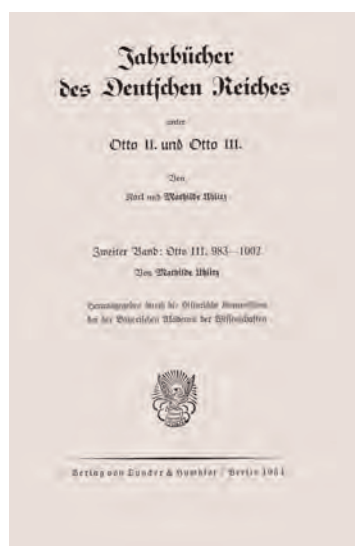 Jahrbücher
des Deutschen Reiches
unter
Otto II. und Otto III.
Von
Karl und Mathilde Uhlirz
Zweiter Band: Otto III. 983—1002
Von Mathilde Uhlirz
Herausgegeben durch die Historische Kommission
bei der Bayerischen Akademie der Wissenschaften
Verlag von Duncker & Humblot / Berlin 1954